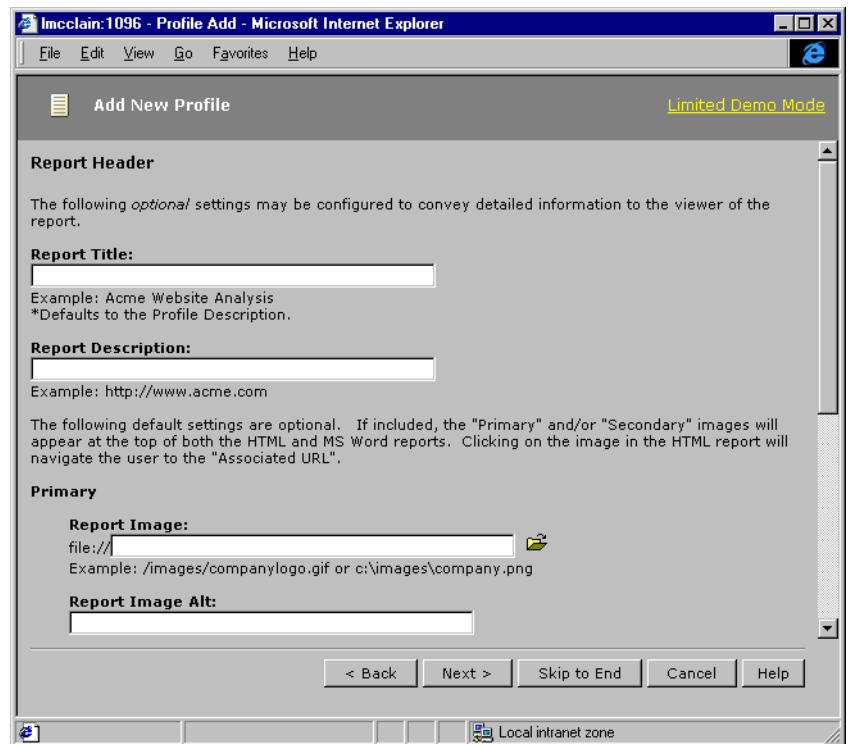 lmcclain:1096 - Profile Add - Microsoft Internet Explorer
File Edit View Go Favorites Help
Add New Profile
Limited Demo Mode
Report Header
The following optional settings may be configured to convey detailed information to the viewer of the
report.
Report Title:
Example: Acme Website Analysis
*Defaults to the Profile Description.
Report Description:
Example: http://www.acme.com
The following default settings are optional. If included, the "Primary" and/or "Secondary" images will
appear at the top of both the HTML and MS Word reports. Clicking on the image in the HTML report will
navigate the user to the "Associated URL".
Primary
Report Image:
file://
Example: /images/companylogo.gif or c:\images\company.png
Report Image Alt:
< Back Next > Skip to End Cancel Help
Local intranet zone